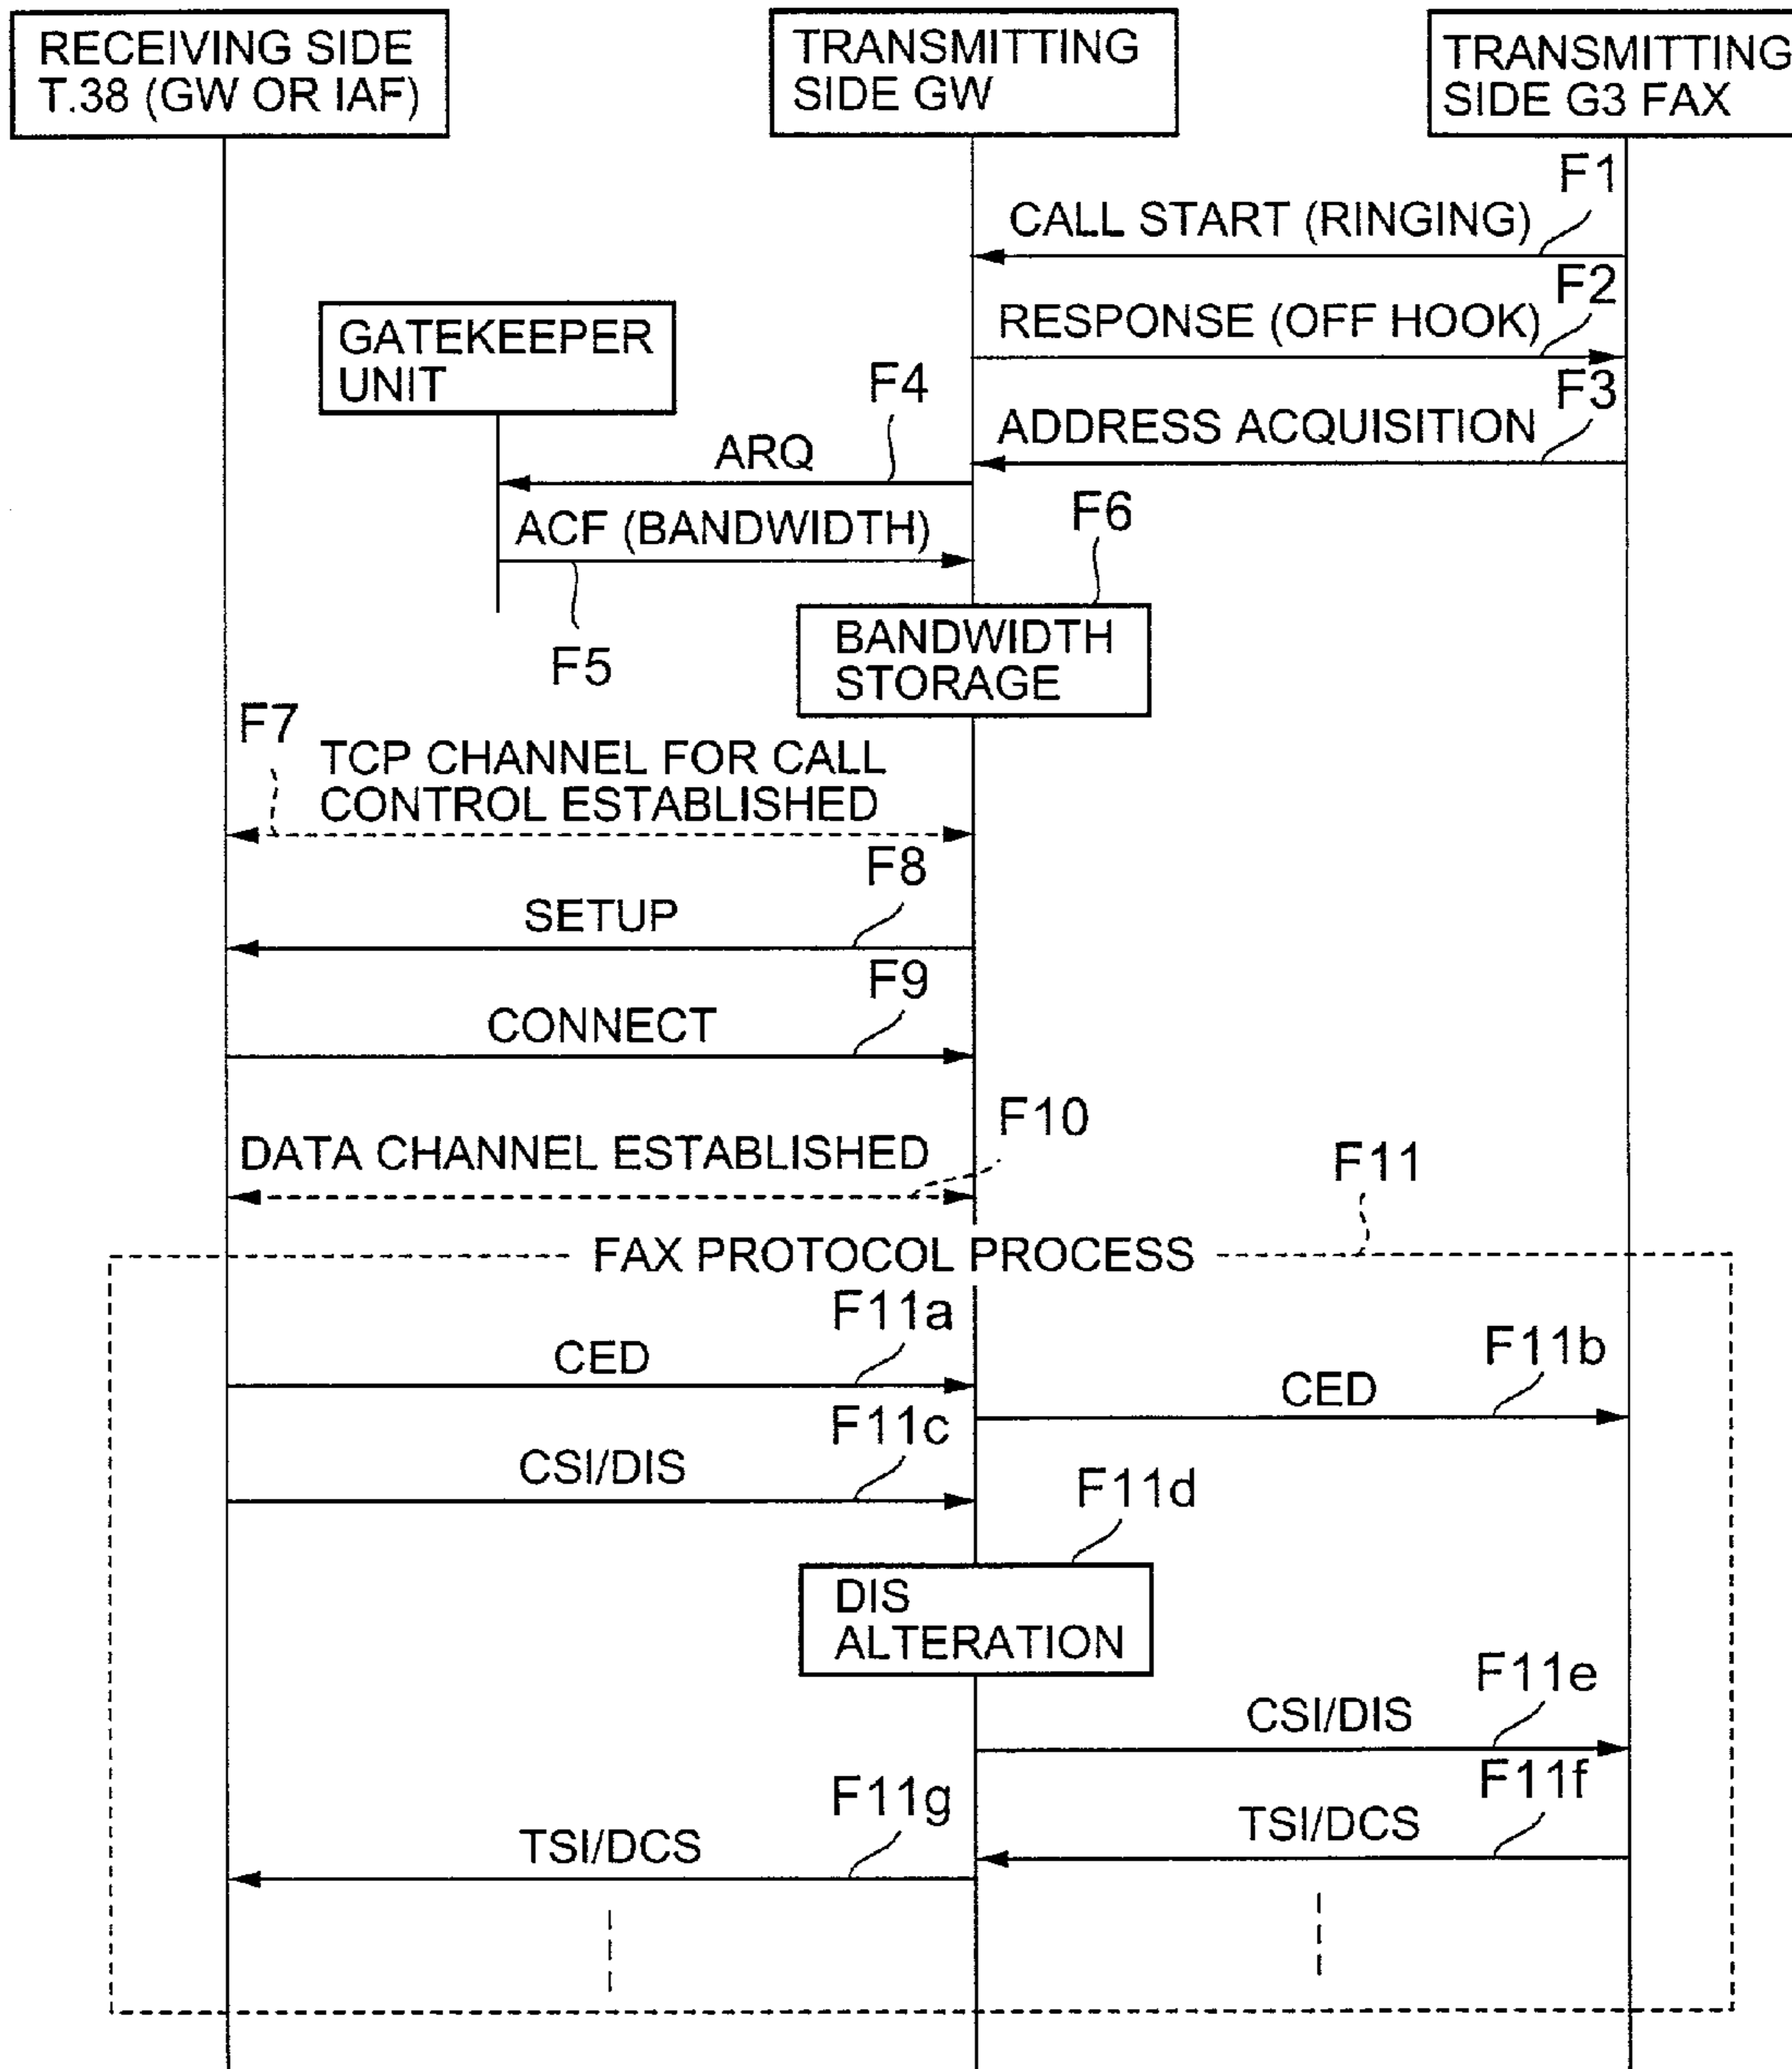 RECEIVING SIDE
T.38 (GW OR IAF)
TRANSMITTING
SIDE GW
TRANSMITTING
SIDE G3 FAX
F1
CALL START (RINGING)
F2
RESPONSE (OFF HOOK)
GATEKEEPER
UNIT
F4
F3
ADDRESS ACQUISITION
ARQ
ACF (BANDWIDTH)
F6
F5
BANDWIDTH
STORAGE
F7
TCP CHANNEL FOR CALL
CONTROL ESTABLISHED
F8
SETUP
F9
CONNECT
F10
DATA CHANNEL ESTABLISHED
F11
FAX PROTOCOL PROCESS
F11a
CED
F11b
CED
F11c
CSI/DIS
F11d
DIS
ALTERATION
F11e
CSI/DIS
F11f
TSI/DCS
F11g
TSI/DCS